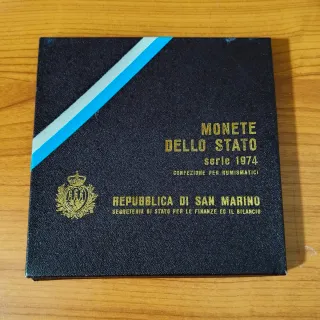 MONETE
DELLO STATO
serie 1974
CONFEZIONE PER NUMISMATICI
REPUBBLICA DI SAN MARINO
SEGRETERIA DI STATO PER LE FINANZE ED IL BILANCIO